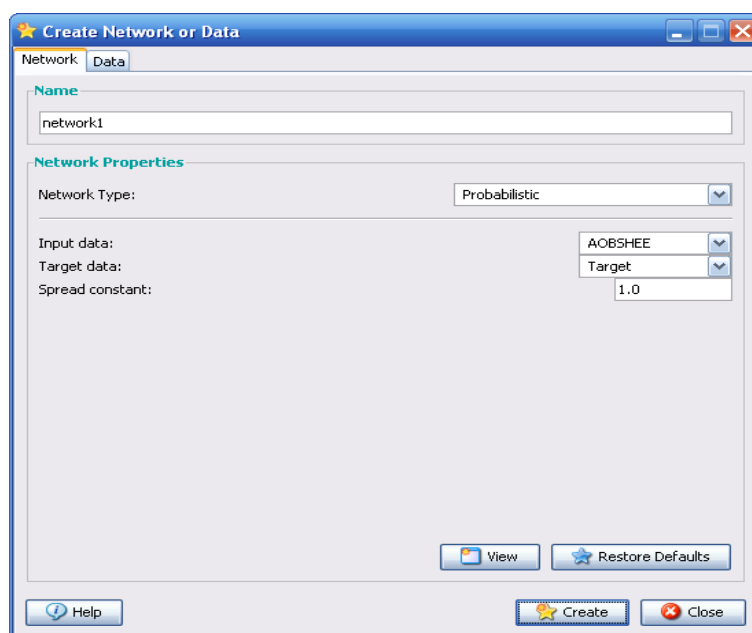 Create Network or Data
Network Data
Name
network1
Network Properties
Network Type: Probabilistic
Input data: AOBSHEE
Target data: Target
Spread constant: 1.0
View Restore Defaults
Help Create Close